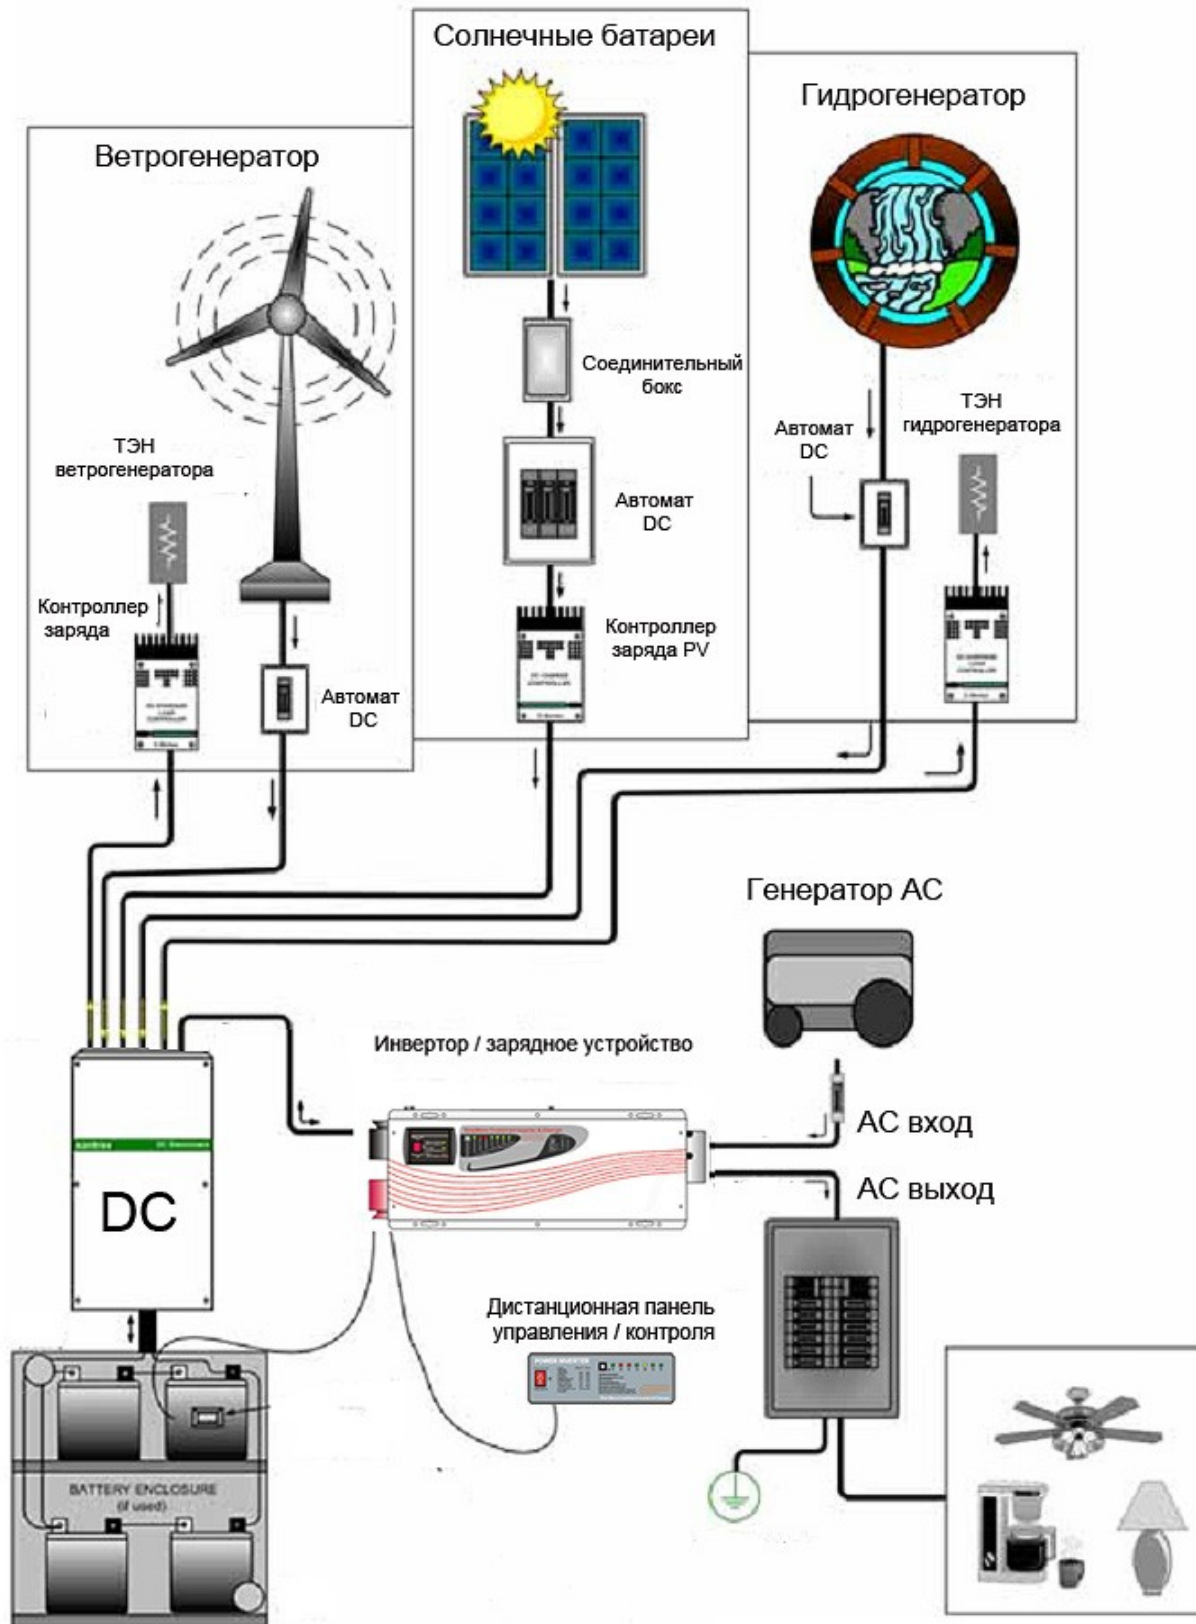 Солнечные батареи
Гидрогенератор
Ветрогенератор
Соединительный
бокс
ТЭН
гидрогенератора
Автомат
DC
ТЭН
ветрогенератора
Автомат
DC
Контроллер
заряда
Контроллер
заряда PV
Автомат
DC
Генератор АС
Инвертор / зарядное устройство
АС вход
АС выход
DC
Дистанционная панель
управления / контроля
POWER INVERTER
BATTERY ENCLOSURE
(if used)